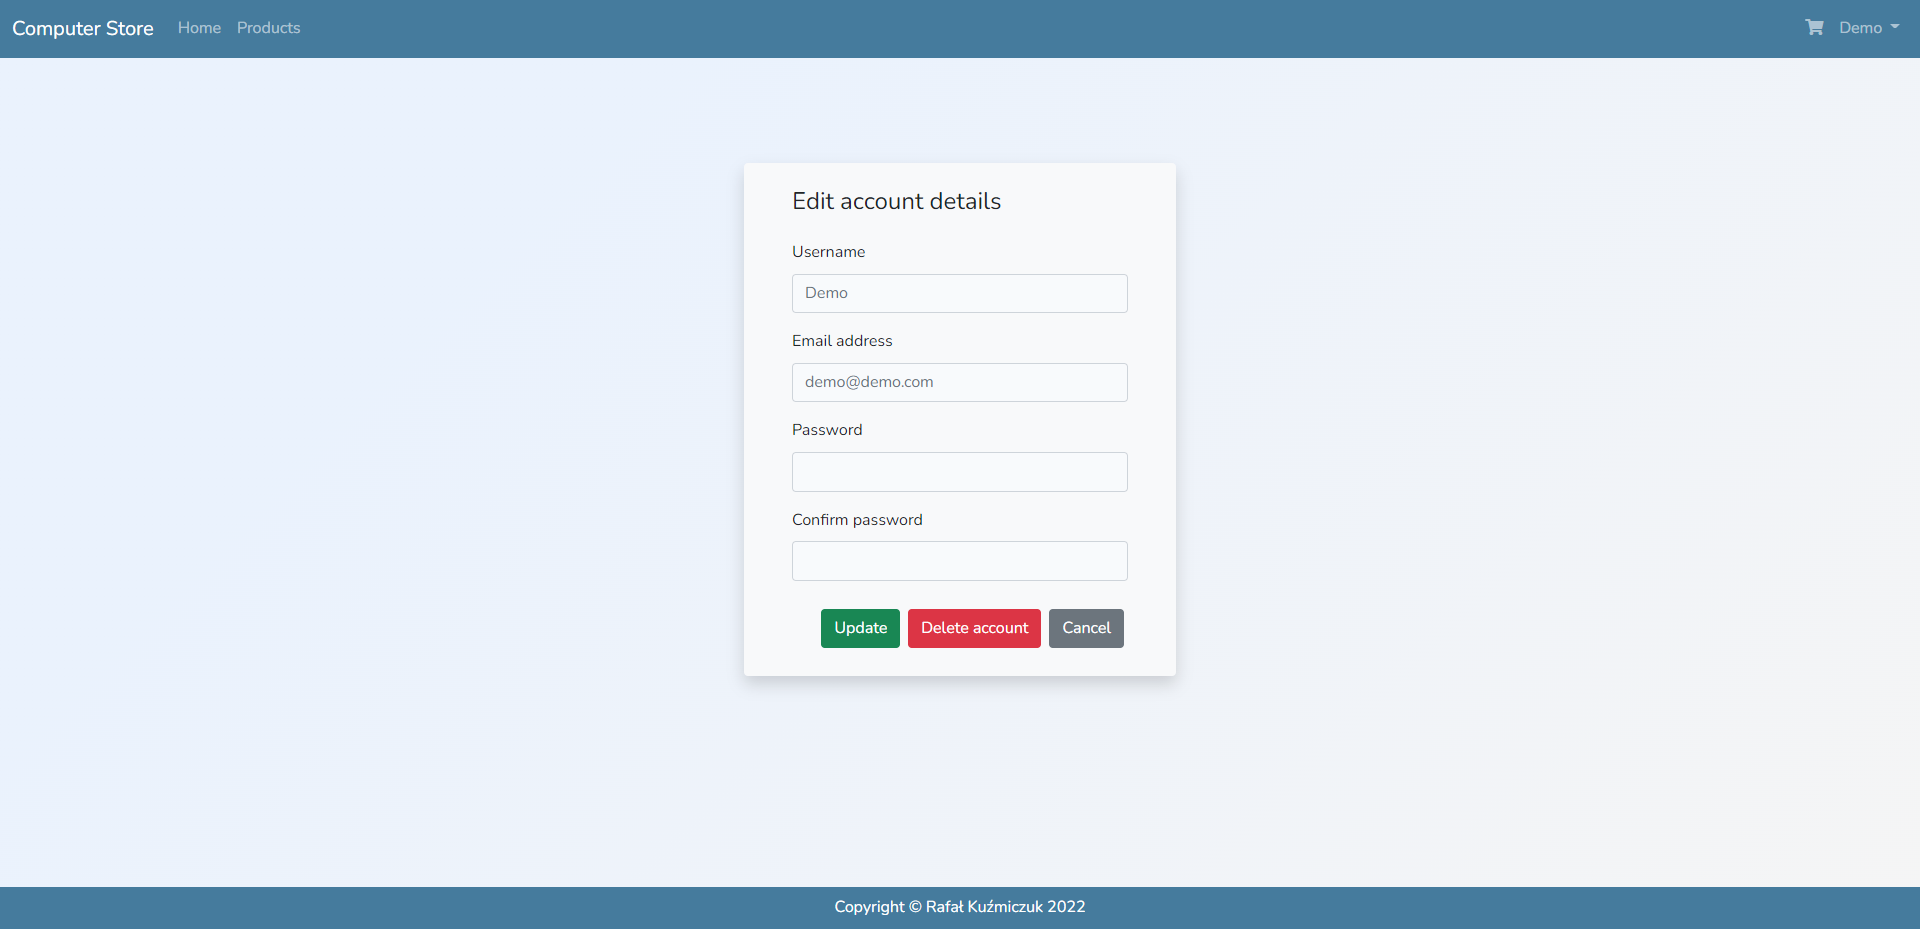 Computer Store Home Products Demo
Edit account details
Username
Demo
Email address
demo@demo.com
Password
Confirm password
Update Delete account Cancel
Copyright © Rafał Kuźmiczuk 2022